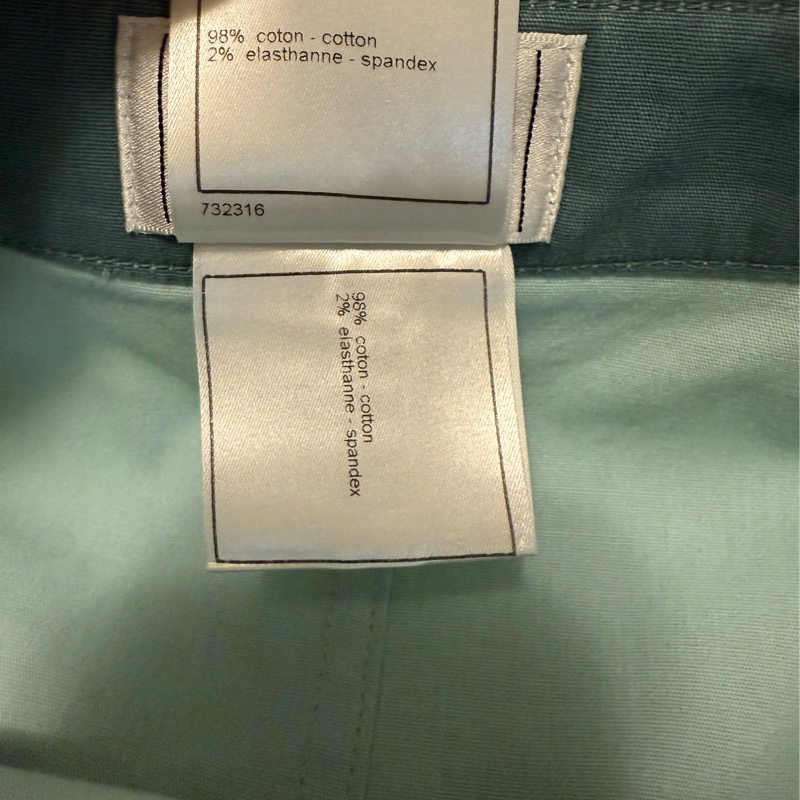 98% coton - cotton
2% elasthanne - spandex
732316
98% coton - cotton
2% elasthanne - spandex